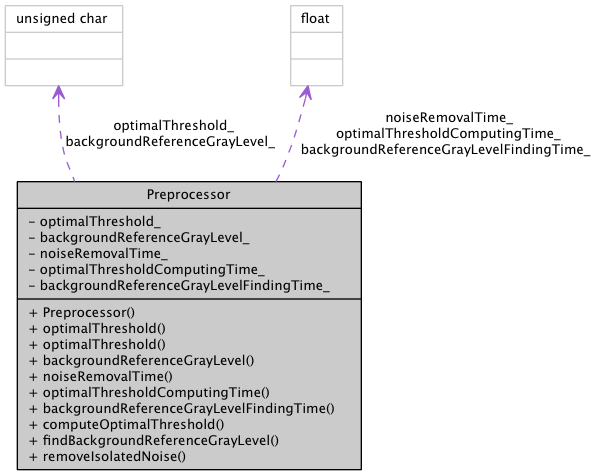 unsigned char
float
optimalThreshold_
backgroundReferenceGrayLevel_
noiseRemovalTime_
optimalThresholdComputingTime_
backgroundReferenceGrayLevelFindingTime_
Preprocessor
- optimalThreshold_
- backgroundReferenceGrayLevel_
- noiseRemovalTime_
- optimalThresholdComputingTime_
- backgroundReferenceGrayLevelFindingTime_
+ Preprocessor()
+ optimalThreshold()
+ optimalThreshold()
+ backgroundReferenceGrayLevel()
+ noiseRemovalTime()
+ optimalThresholdComputingTime()
+ backgroundReferenceGrayLevelFindingTime()
+ computeOptimalThreshold()
+ findBackgroundReferenceGrayLevel()
+ removeIsolatedNoise()